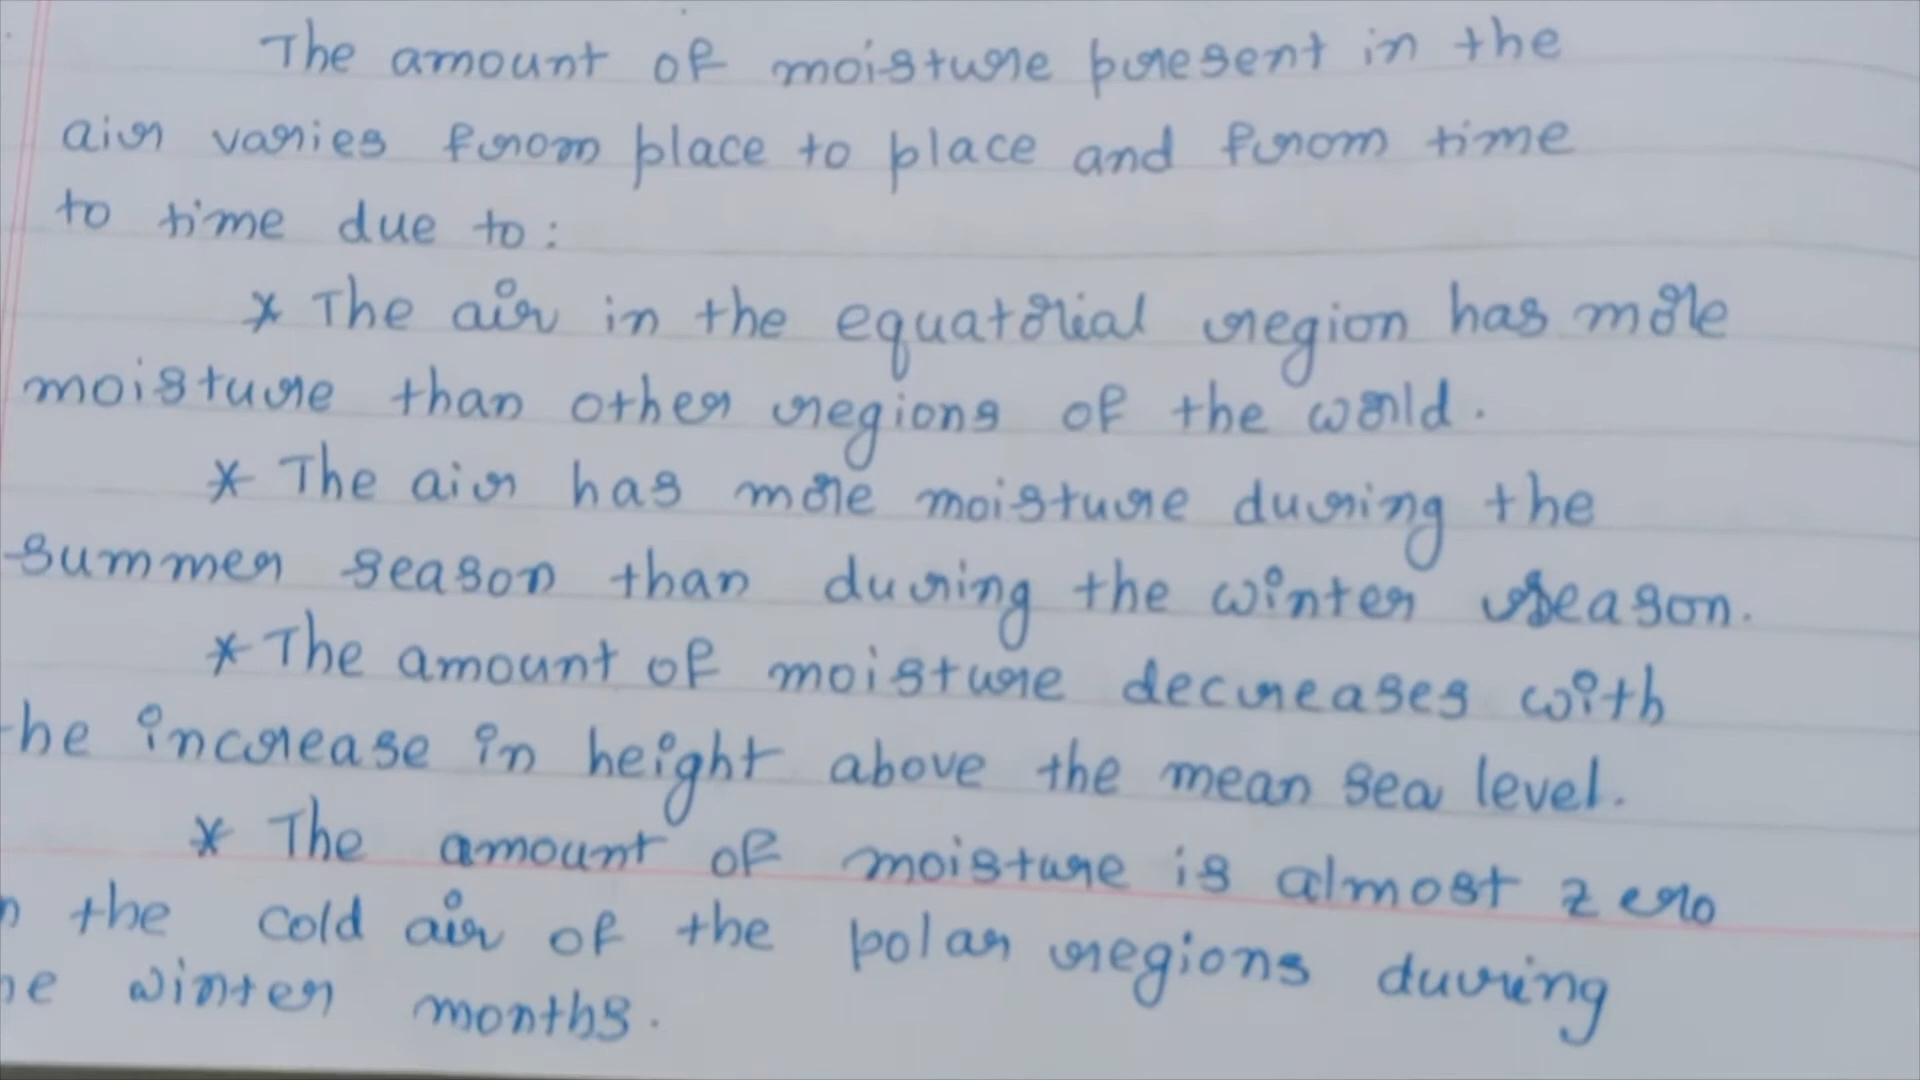 The amount of moisture present in the
air varies from place to place and from time
to time due to:
* The air in the equatorial region has more
moisture than other regions of the world.
* The air has more moisture during the
summer season than during the winter season.
* The amount of moisture decreases with
he increase in height above the mean sea level.
* The amount of moisture is almost zero
n the cold air of the polar regions during
he winter months.